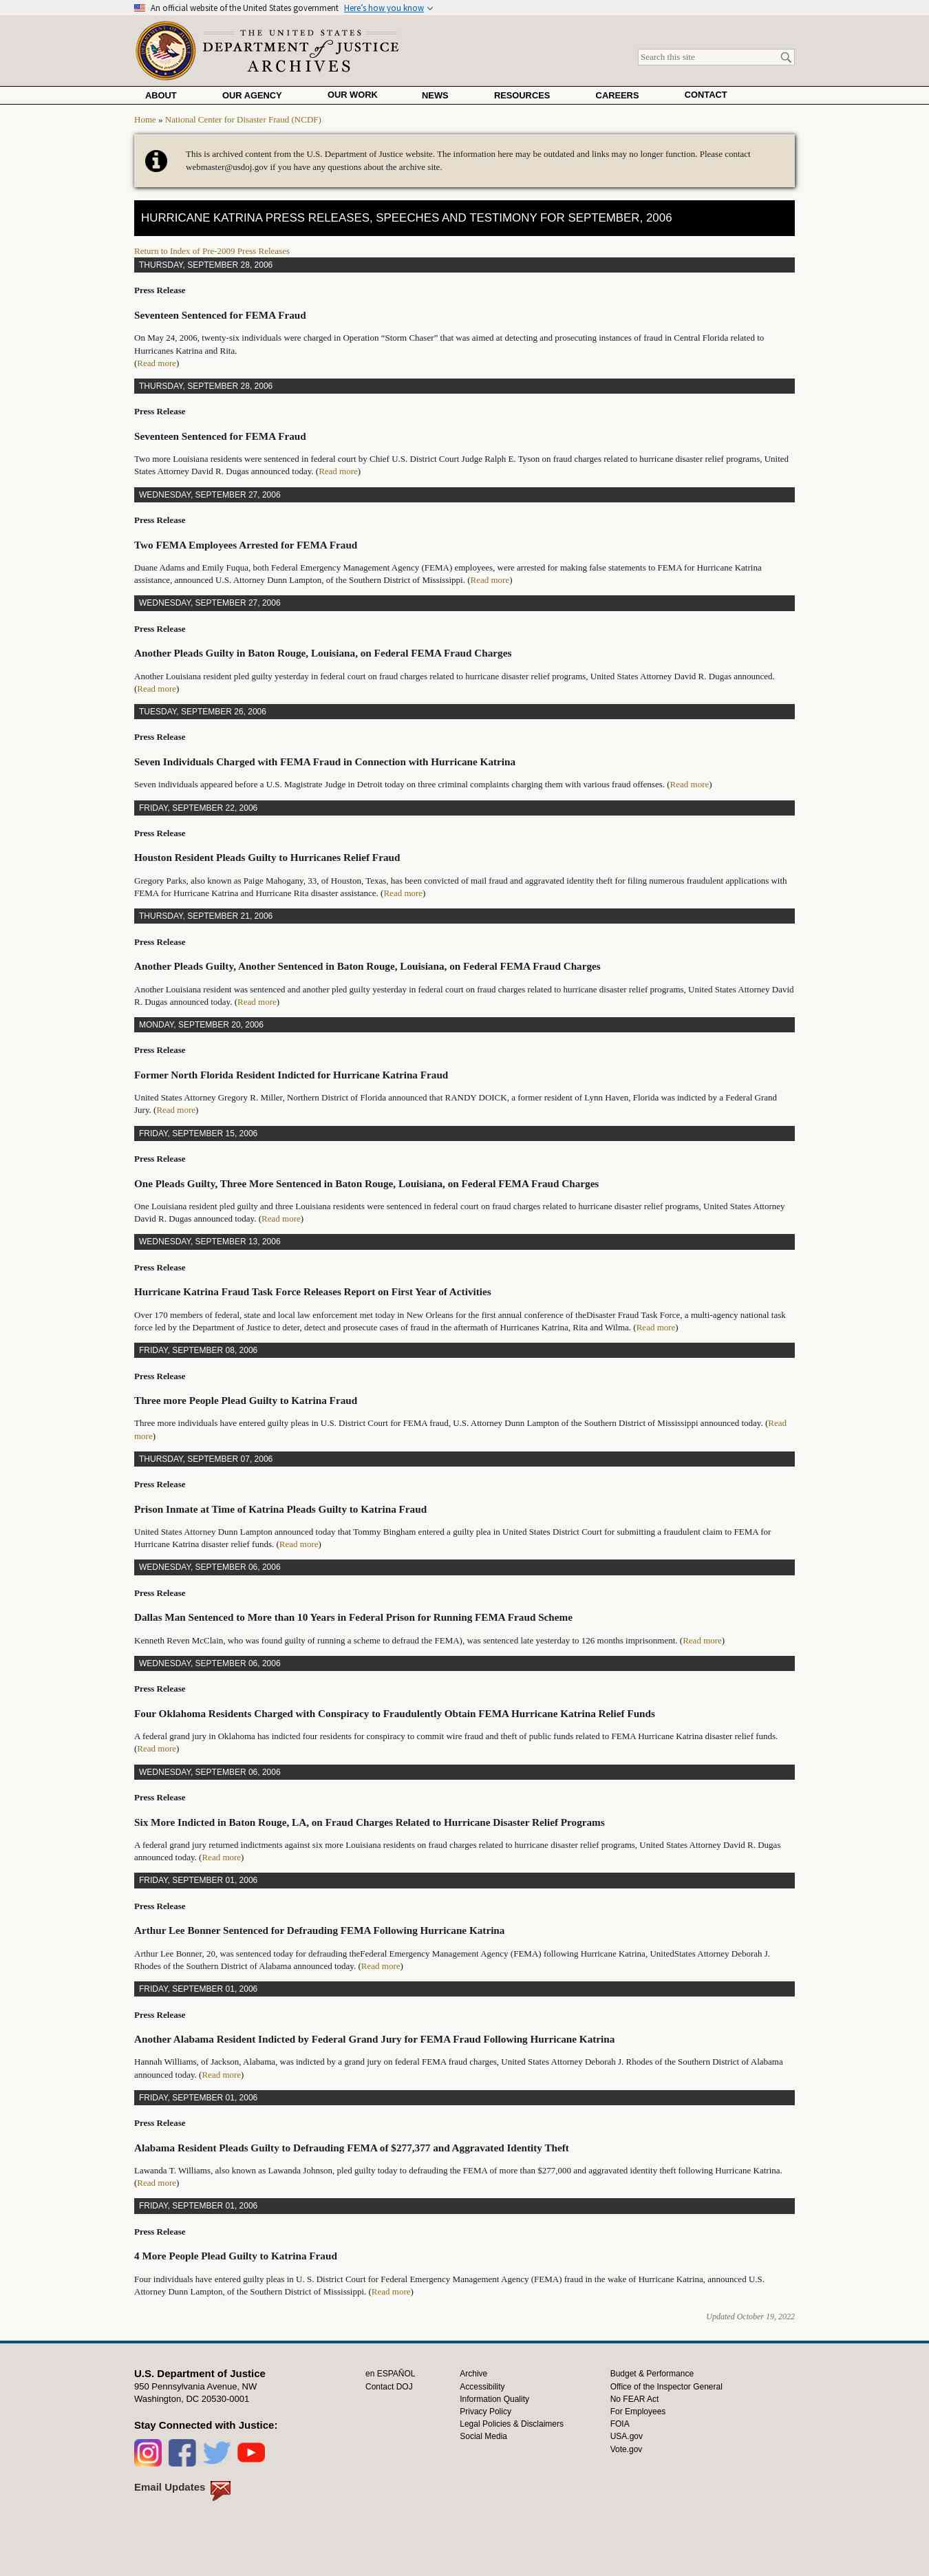 An official website of the United States government Here's how you know
THE UNITED STATES
DEPARTMENT of JUSTICE
ARCHIVES
Search this site
ABOUT OUR AGENCY OUR WORK NEWS RESOURCES CAREERS CONTACT
Home » National Center for Disaster Fraud (NCDF)
This is archived content from the U.S. Department of Justice website. The information here may be outdated and links may no longer function. Please contact
webmaster@usdoj.gov if you have any questions about the archive site.
HURRICANE KATRINA PRESS RELEASES, SPEECHES AND TESTIMONY FOR SEPTEMBER, 2006
Return to Index of Pre-2009 Press Releases
THURSDAY, SEPTEMBER 28, 2006
Press Release
Seventeen Sentenced for FEMA Fraud
On May 24, 2006, twenty-six individuals were charged in Operation “Storm Chaser” that was aimed at detecting and prosecuting instances of fraud in Central Florida related to
Hurricanes Katrina and Rita.
(Read more)
THURSDAY, SEPTEMBER 28, 2006
Press Release
Seventeen Sentenced for FEMA Fraud
Two more Louisiana residents were sentenced in federal court by Chief U.S. District Court Judge Ralph E. Tyson on fraud charges related to hurricane disaster relief programs, United
States Attorney David R. Dugas announced today. (Read more)
WEDNESDAY, SEPTEMBER 27, 2006
Press Release
Two FEMA Employees Arrested for FEMA Fraud
Duane Adams and Emily Fuqua, both Federal Emergency Management Agency (FEMA) employees, were arrested for making false statements to FEMA for Hurricane Katrina
assistance, announced U.S. Attorney Dunn Lampton, of the Southern District of Mississippi. (Read more)
WEDNESDAY, SEPTEMBER 27, 2006
Press Release
Another Pleads Guilty in Baton Rouge, Louisiana, on Federal FEMA Fraud Charges
Another Louisiana resident pled guilty yesterday in federal court on fraud charges related to hurricane disaster relief programs, United States Attorney David R. Dugas announced.
(Read more)
TUESDAY, SEPTEMBER 26, 2006
Press Release
Seven Individuals Charged with FEMA Fraud in Connection with Hurricane Katrina
Seven individuals appeared before a U.S. Magistrate Judge in Detroit today on three criminal complaints charging them with various fraud offenses. (Read more)
FRIDAY, SEPTEMBER 22, 2006
Press Release
Houston Resident Pleads Guilty to Hurricanes Relief Fraud
Gregory Parks, also known as Paige Mahogany, 33, of Houston, Texas, has been convicted of mail fraud and aggravated identity theft for filing numerous fraudulent applications with
FEMA for Hurricane Katrina and Hurricane Rita disaster assistance. (Read more)
THURSDAY, SEPTEMBER 21, 2006
Press Release
Another Pleads Guilty, Another Sentenced in Baton Rouge, Louisiana, on Federal FEMA Fraud Charges
Another Louisiana resident was sentenced and another pled guilty yesterday in federal court on fraud charges related to hurricane disaster relief programs, United States Attorney David
R. Dugas announced today. (Read more)
MONDAY, SEPTEMBER 20, 2006
Press Release
Former North Florida Resident Indicted for Hurricane Katrina Fraud
United States Attorney Gregory R. Miller, Northern District of Florida announced that RANDY DOICK, a former resident of Lynn Haven, Florida was indicted by a Federal Grand
Jury. (Read more)
FRIDAY, SEPTEMBER 15, 2006
Press Release
One Pleads Guilty, Three More Sentenced in Baton Rouge, Louisiana, on Federal FEMA Fraud Charges
One Louisiana resident pled guilty and three Louisiana residents were sentenced in federal court on fraud charges related to hurricane disaster relief programs, United States Attorney
David R. Dugas announced today. (Read more)
WEDNESDAY, SEPTEMBER 13, 2006
Press Release
Hurricane Katrina Fraud Task Force Releases Report on First Year of Activities
Over 170 members of federal, state and local law enforcement met today in New Orleans for the first annual conference of theDisaster Fraud Task Force, a multi-agency national task
force led by the Department of Justice to deter, detect and prosecute cases of fraud in the aftermath of Hurricanes Katrina, Rita and Wilma. (Read more)
FRIDAY, SEPTEMBER 08, 2006
Press Release
Three more People Plead Guilty to Katrina Fraud
Three more individuals have entered guilty pleas in U.S. District Court for FEMA fraud, U.S. Attorney Dunn Lampton of the Southern District of Mississippi announced today. (Read
more)
THURSDAY, SEPTEMBER 07, 2006
Press Release
Prison Inmate at Time of Katrina Pleads Guilty to Katrina Fraud
United States Attorney Dunn Lampton announced today that Tommy Bingham entered a guilty plea in United States District Court for submitting a fraudulent claim to FEMA for
Hurricane Katrina disaster relief funds. (Read more)
WEDNESDAY, SEPTEMBER 06, 2006
Press Release
Dallas Man Sentenced to More than 10 Years in Federal Prison for Running FEMA Fraud Scheme
Kenneth Reven McClain, who was found guilty of running a scheme to defraud the FEMA), was sentenced late yesterday to 126 months imprisonment. (Read more)
WEDNESDAY, SEPTEMBER 06, 2006
Press Release
Four Oklahoma Residents Charged with Conspiracy to Fraudulently Obtain FEMA Hurricane Katrina Relief Funds
A federal grand jury in Oklahoma has indicted four residents for conspiracy to commit wire fraud and theft of public funds related to FEMA Hurricane Katrina disaster relief funds.
(Read more)
WEDNESDAY, SEPTEMBER 06, 2006
Press Release
Six More Indicted in Baton Rouge, LA, on Fraud Charges Related to Hurricane Disaster Relief Programs
A federal grand jury returned indictments against six more Louisiana residents on fraud charges related to hurricane disaster relief programs, United States Attorney David R. Dugas
announced today. (Read more)
FRIDAY, SEPTEMBER 01, 2006
Press Release
Arthur Lee Bonner Sentenced for Defrauding FEMA Following Hurricane Katrina
Arthur Lee Bonner, 20, was sentenced today for defrauding theFederal Emergency Management Agency (FEMA) following Hurricane Katrina, UnitedStates Attorney Deborah J.
Rhodes of the Southern District of Alabama announced today. (Read more)
FRIDAY, SEPTEMBER 01, 2006
Press Release
Another Alabama Resident Indicted by Federal Grand Jury for FEMA Fraud Following Hurricane Katrina
Hannah Williams, of Jackson, Alabama, was indicted by a grand jury on federal FEMA fraud charges, United States Attorney Deborah J. Rhodes of the Southern District of Alabama
announced today. (Read more)
FRIDAY, SEPTEMBER 01, 2006
Press Release
Alabama Resident Pleads Guilty to Defrauding FEMA of $277,377 and Aggravated Identity Theft
Lawanda T. Williams, also known as Lawanda Johnson, pled guilty today to defrauding the FEMA of more than $277,000 and aggravated identity theft following Hurricane Katrina.
(Read more)
FRIDAY, SEPTEMBER 01, 2006
Press Release
4 More People Plead Guilty to Katrina Fraud
Four individuals have entered guilty pleas in U. S. District Court for Federal Emergency Management Agency (FEMA) fraud in the wake of Hurricane Katrina, announced U.S.
Attorney Dunn Lampton, of the Southern District of Mississippi. (Read more)
Updated October 19, 2022
U.S. Department of Justice
950 Pennsylvania Avenue, NW
Washington, DC 20530-0001
Stay Connected with Justice:
Email Updates
en ESPAÑOL
Contact DOJ
Archive
Accessibility
Information Quality
Privacy Policy
Legal Policies & Disclaimers
Social Media
Budget & Performance
Office of the Inspector General
No FEAR Act
For Employees
FOIA
USA.gov
Vote.gov